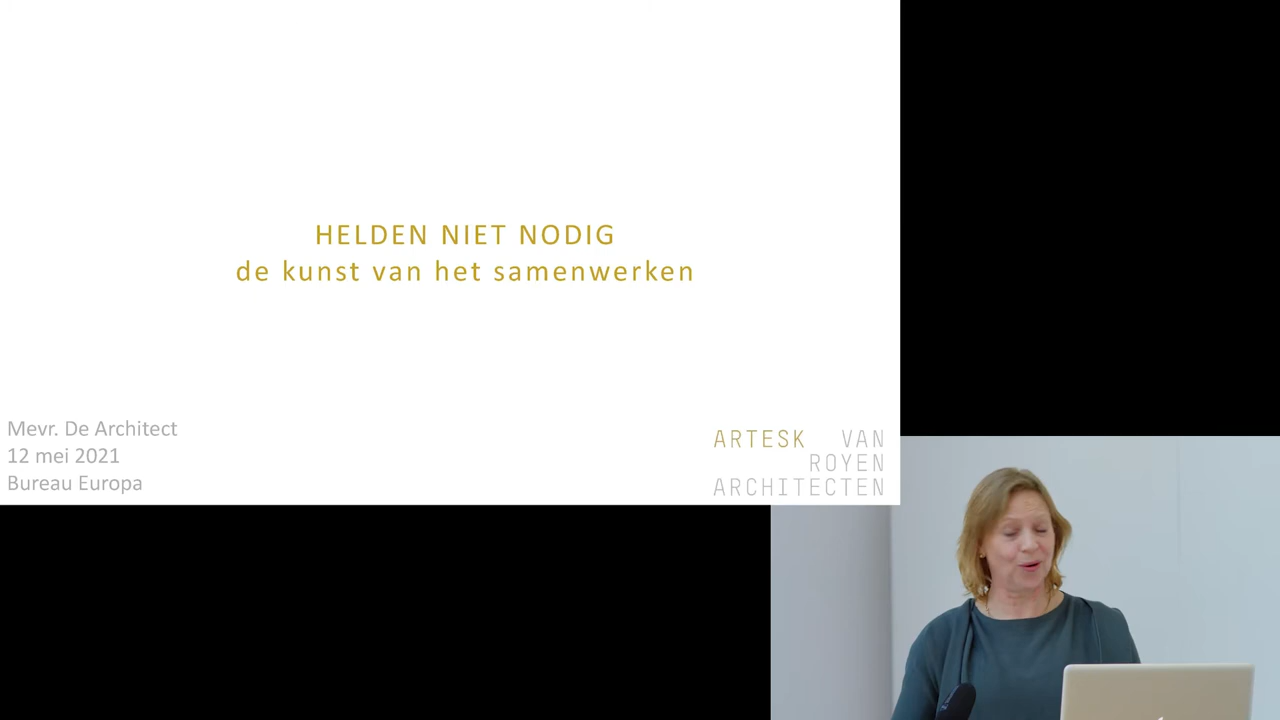 HELDEN NIET NODIG
de kunst van het samenwerken
Mevr. De Architect
12 mei 2021
Bureau Europa
ARTESK VAN
ROYEN
ARCHITECTEN